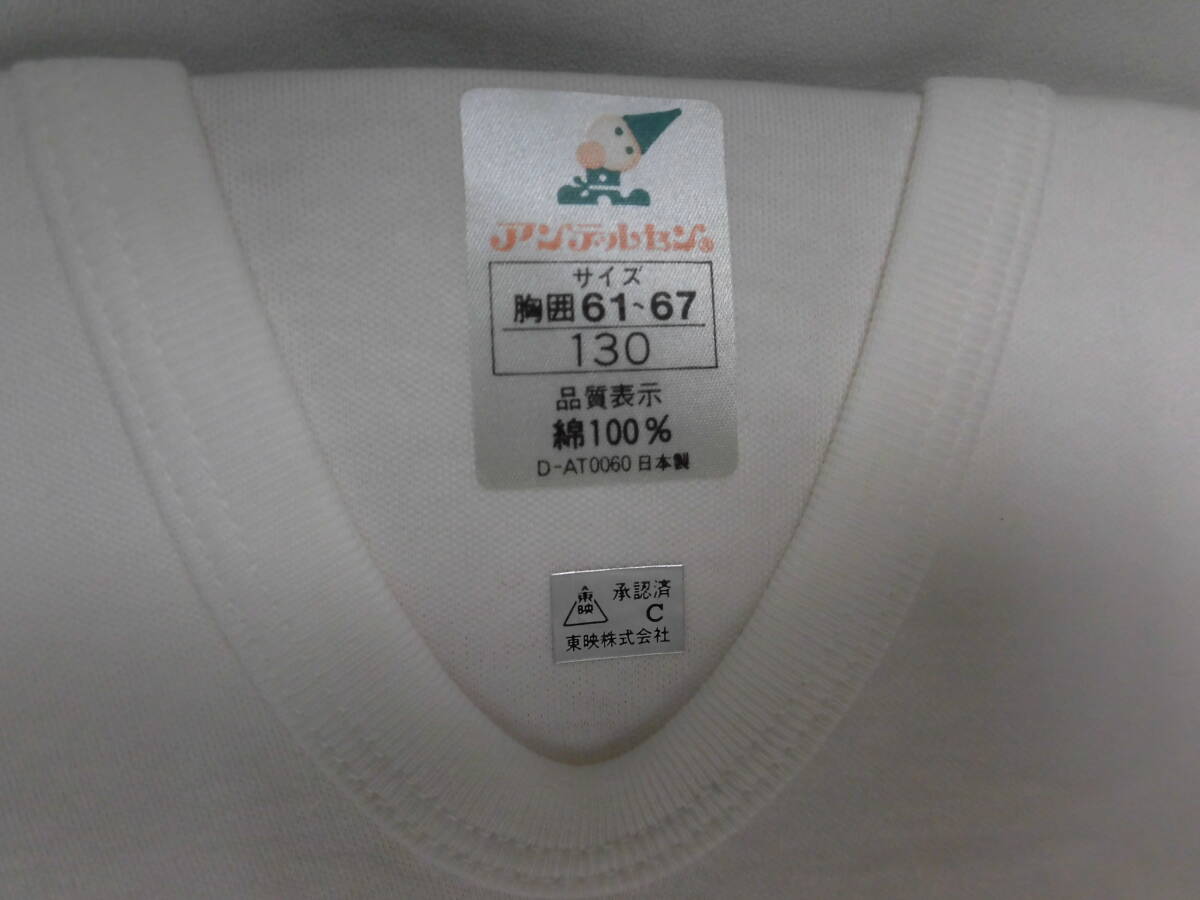 アンデルセン®
サイズ
胸囲61~67
130
品質表示
綿100%
D-AT0060 日本製
東映
承認済
C
東映株式会社